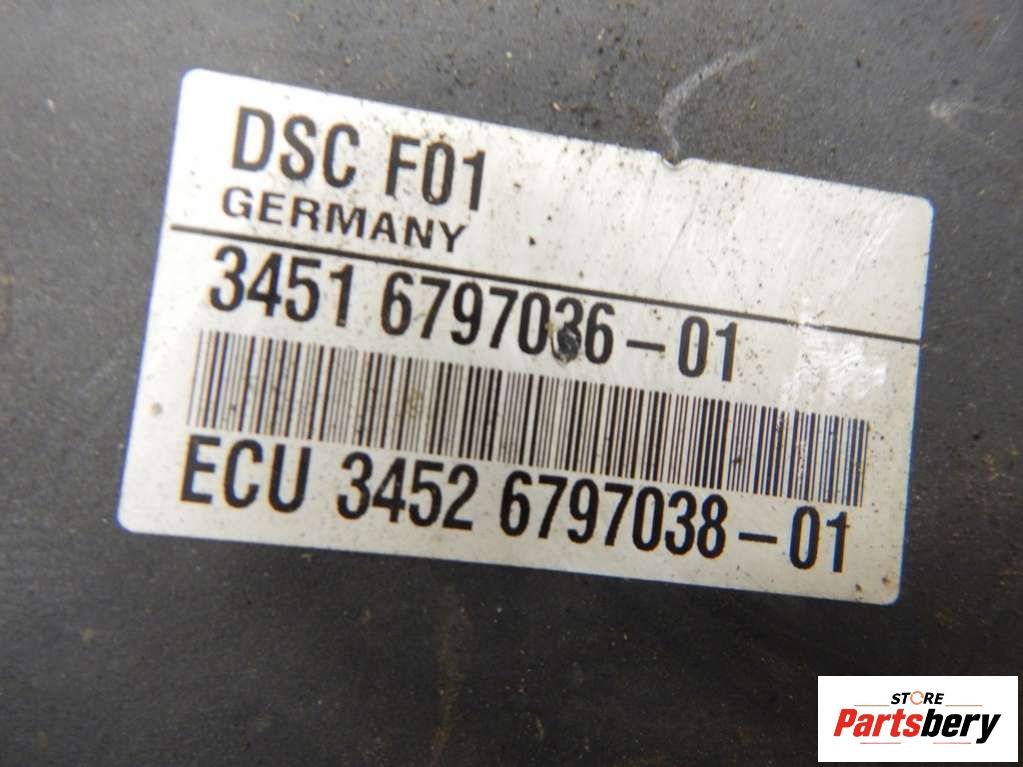 DSC F01
GERMANY
3451 6797036-01
ECU 3452 6797038-01
STORE
Partsbery